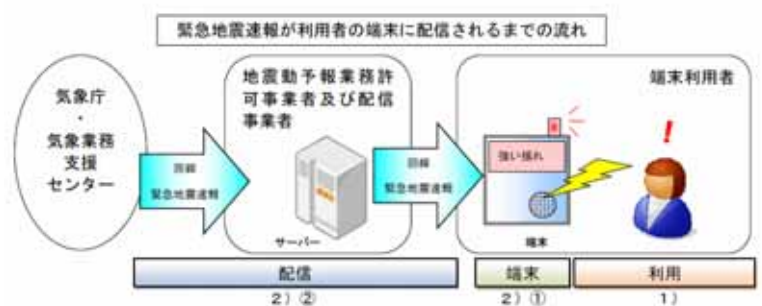 緊急地震速報が利用者の端末に配信されるまでの流れ
気象庁
・
気象業務
支援
センター
回線
緊急地震速報
地震動予報業務許
可事業者及び配信
事業者
サーバー
回線
緊急地震速報
端末利用者
強い揺れ
!
端末
配信
端末
利用
2)②
2)①
1)